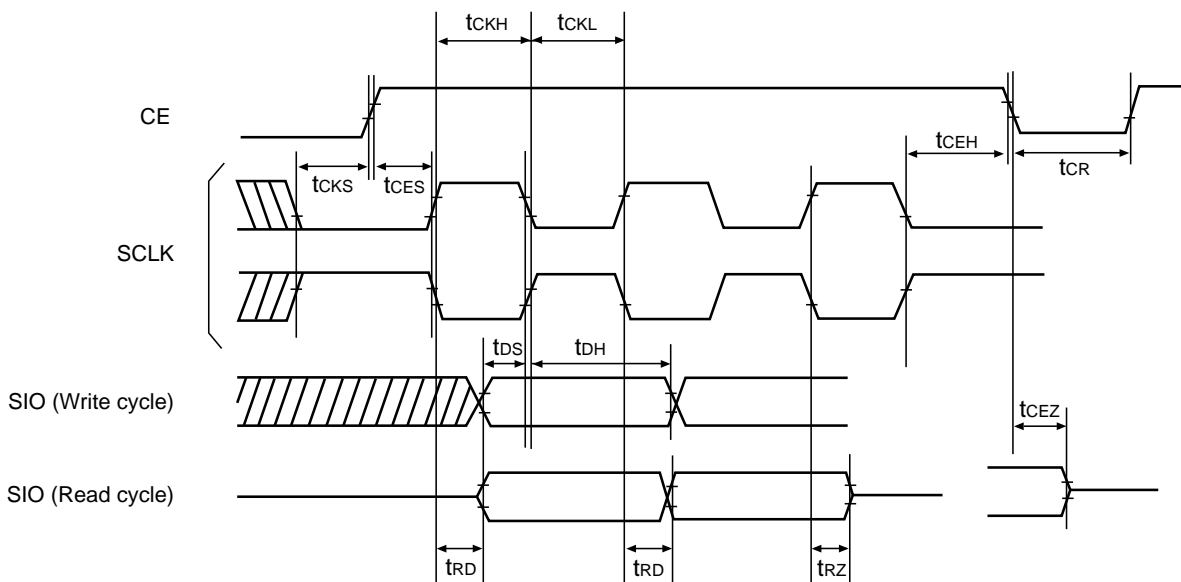 tCKH tCKL
CE
tCKS tCES tCEH tCR
SCLK
tDS tDH
SIO (Write cycle)
tCEZ
SIO (Read cycle)
tRD tRD tRZ